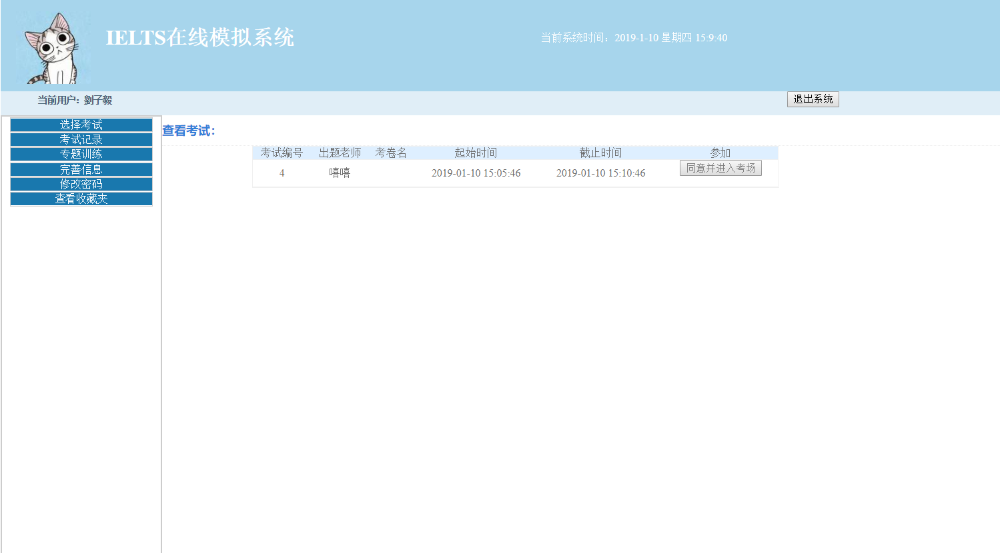 IELTS在线模拟系统
当前系统时间：2019-1-10 星期四 15:9:40
当前用户：劉子毅
退出系统
选择考试
考试记录
专题训练
完善信息
修改密码
查看收藏夹
查看考试：
考试编号 出题老师 考卷名 起始时间 截止时间 参加
4 嘻嘻 2019-01-10 15:05:46 2019-01-10 15:10:46 同意并进入考场